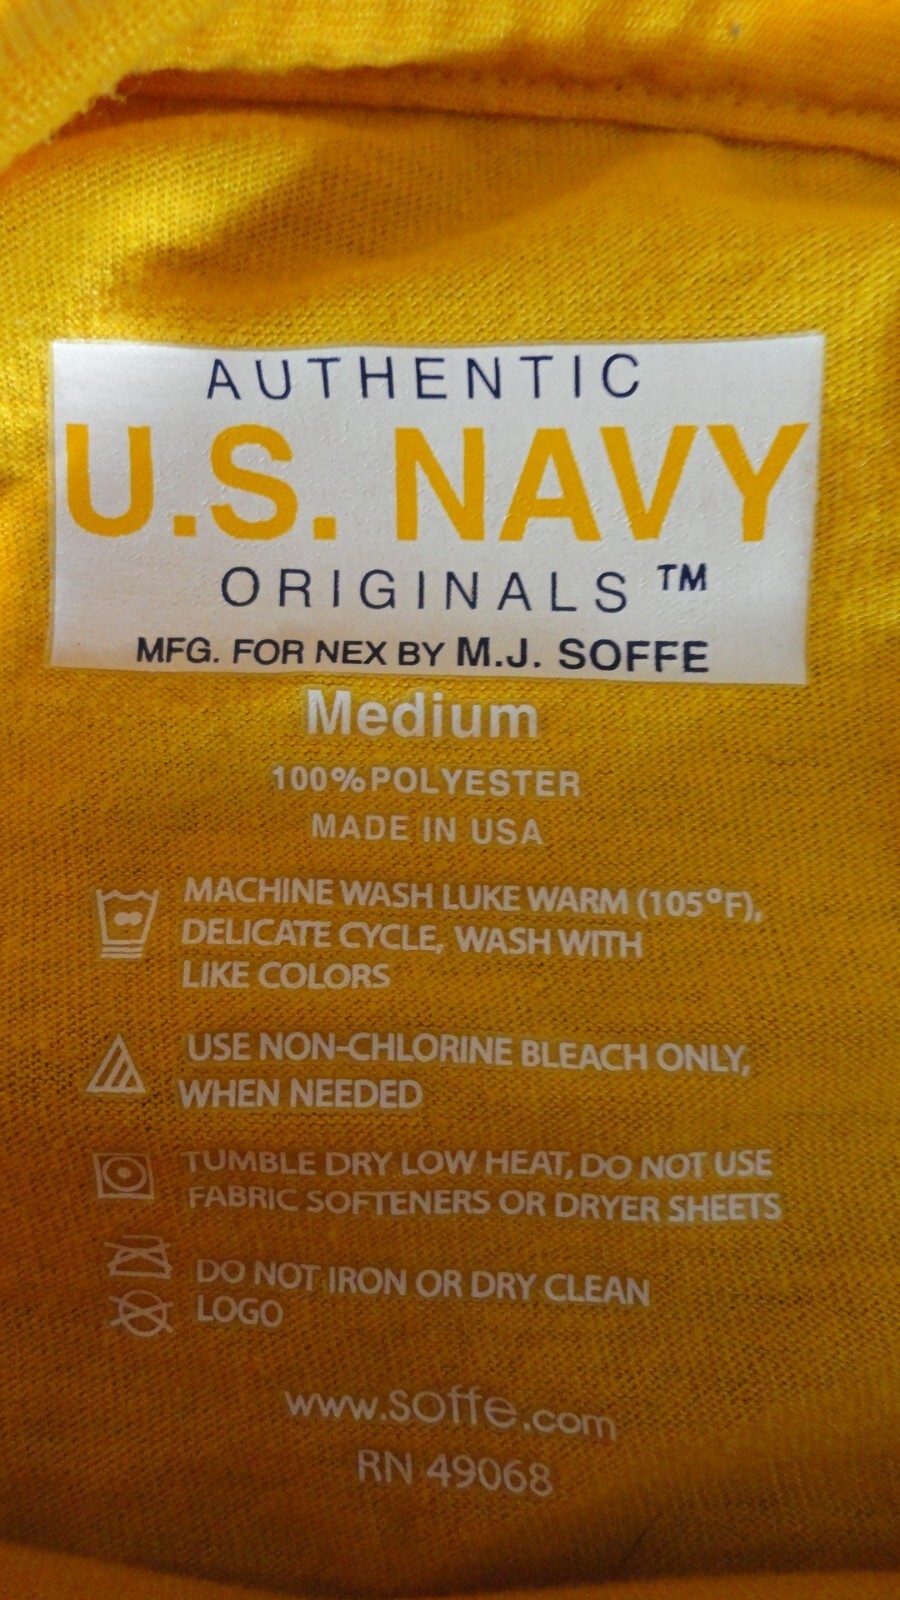 AUTHENTIC
U.S. NAVY
ORIGINALS™
MFG. FOR NEX BY M.J. SOFFE
Medium
100% POLYESTER
MADE IN USA
MACHINE WASH LUKE WARM (105°F),
DELICATE CYCLE, WASH WITH
LIKE COLORS
USE NON-CHLORINE BLEACH ONLY,
WHEN NEEDED
TUMBLE DRY LOW HEAT, DO NOT USE
FABRIC SOFTENERS OR DRYER SHEETS
DO NOT IRON OR DRY CLEAN
LOGO
www.soffe.com
RN 49068